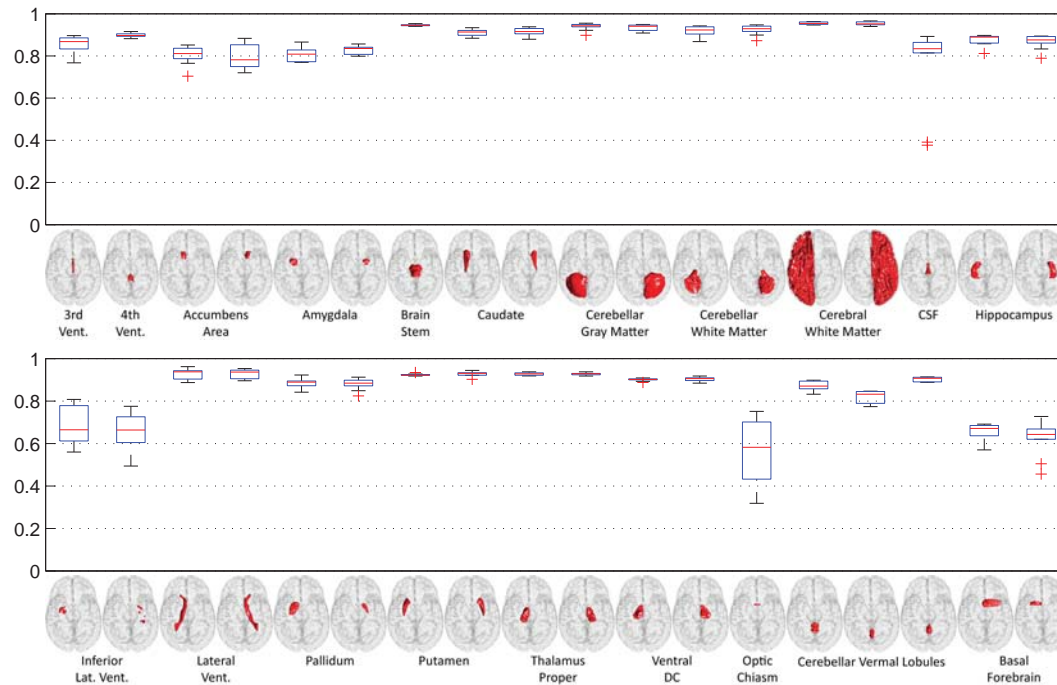 1
0.8
0.6
0.4
0.2
0
3rd Vent.
4th Vent.
Accumbens Area
Amygdala
Brain Stem
Caudate
Cerebellar Gray Matter
Cerebellar White Matter
Cerebral White Matter
CSF
Hippocampus
1
0.8
0.6
0.4
0.2
0
Inferior Lat. Vent.
Lateral Vent.
Pallidum
Putamen
Thalamus Proper
Ventral DC
Optic Chiasm
Cerebellar Vermal Lobules
Basal Forebrain